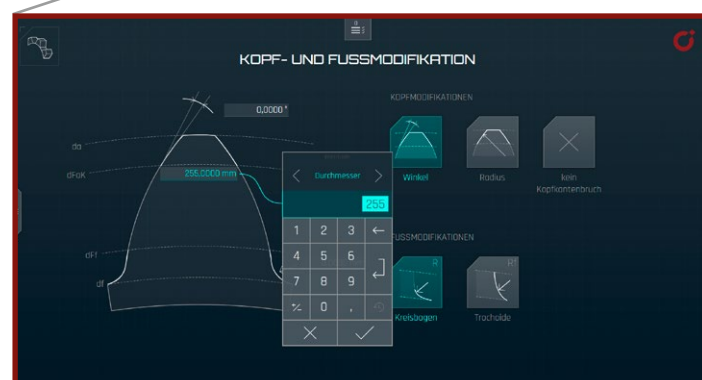 KOPF- UND FUSSMODIFIKATION
0,0000 °
KOPFMODIFIKATIONEN
da
dFaK
255,0000 mm
Durchmesser
255
Winkel
Radius
kein
Kopfkantenbruch
1 2 3 ←
4 5 6
7 8 9
+/- 0 ,
dFf
df
FUSSMODIFIKATIONEN
R
Kreisbogen
Trochoide